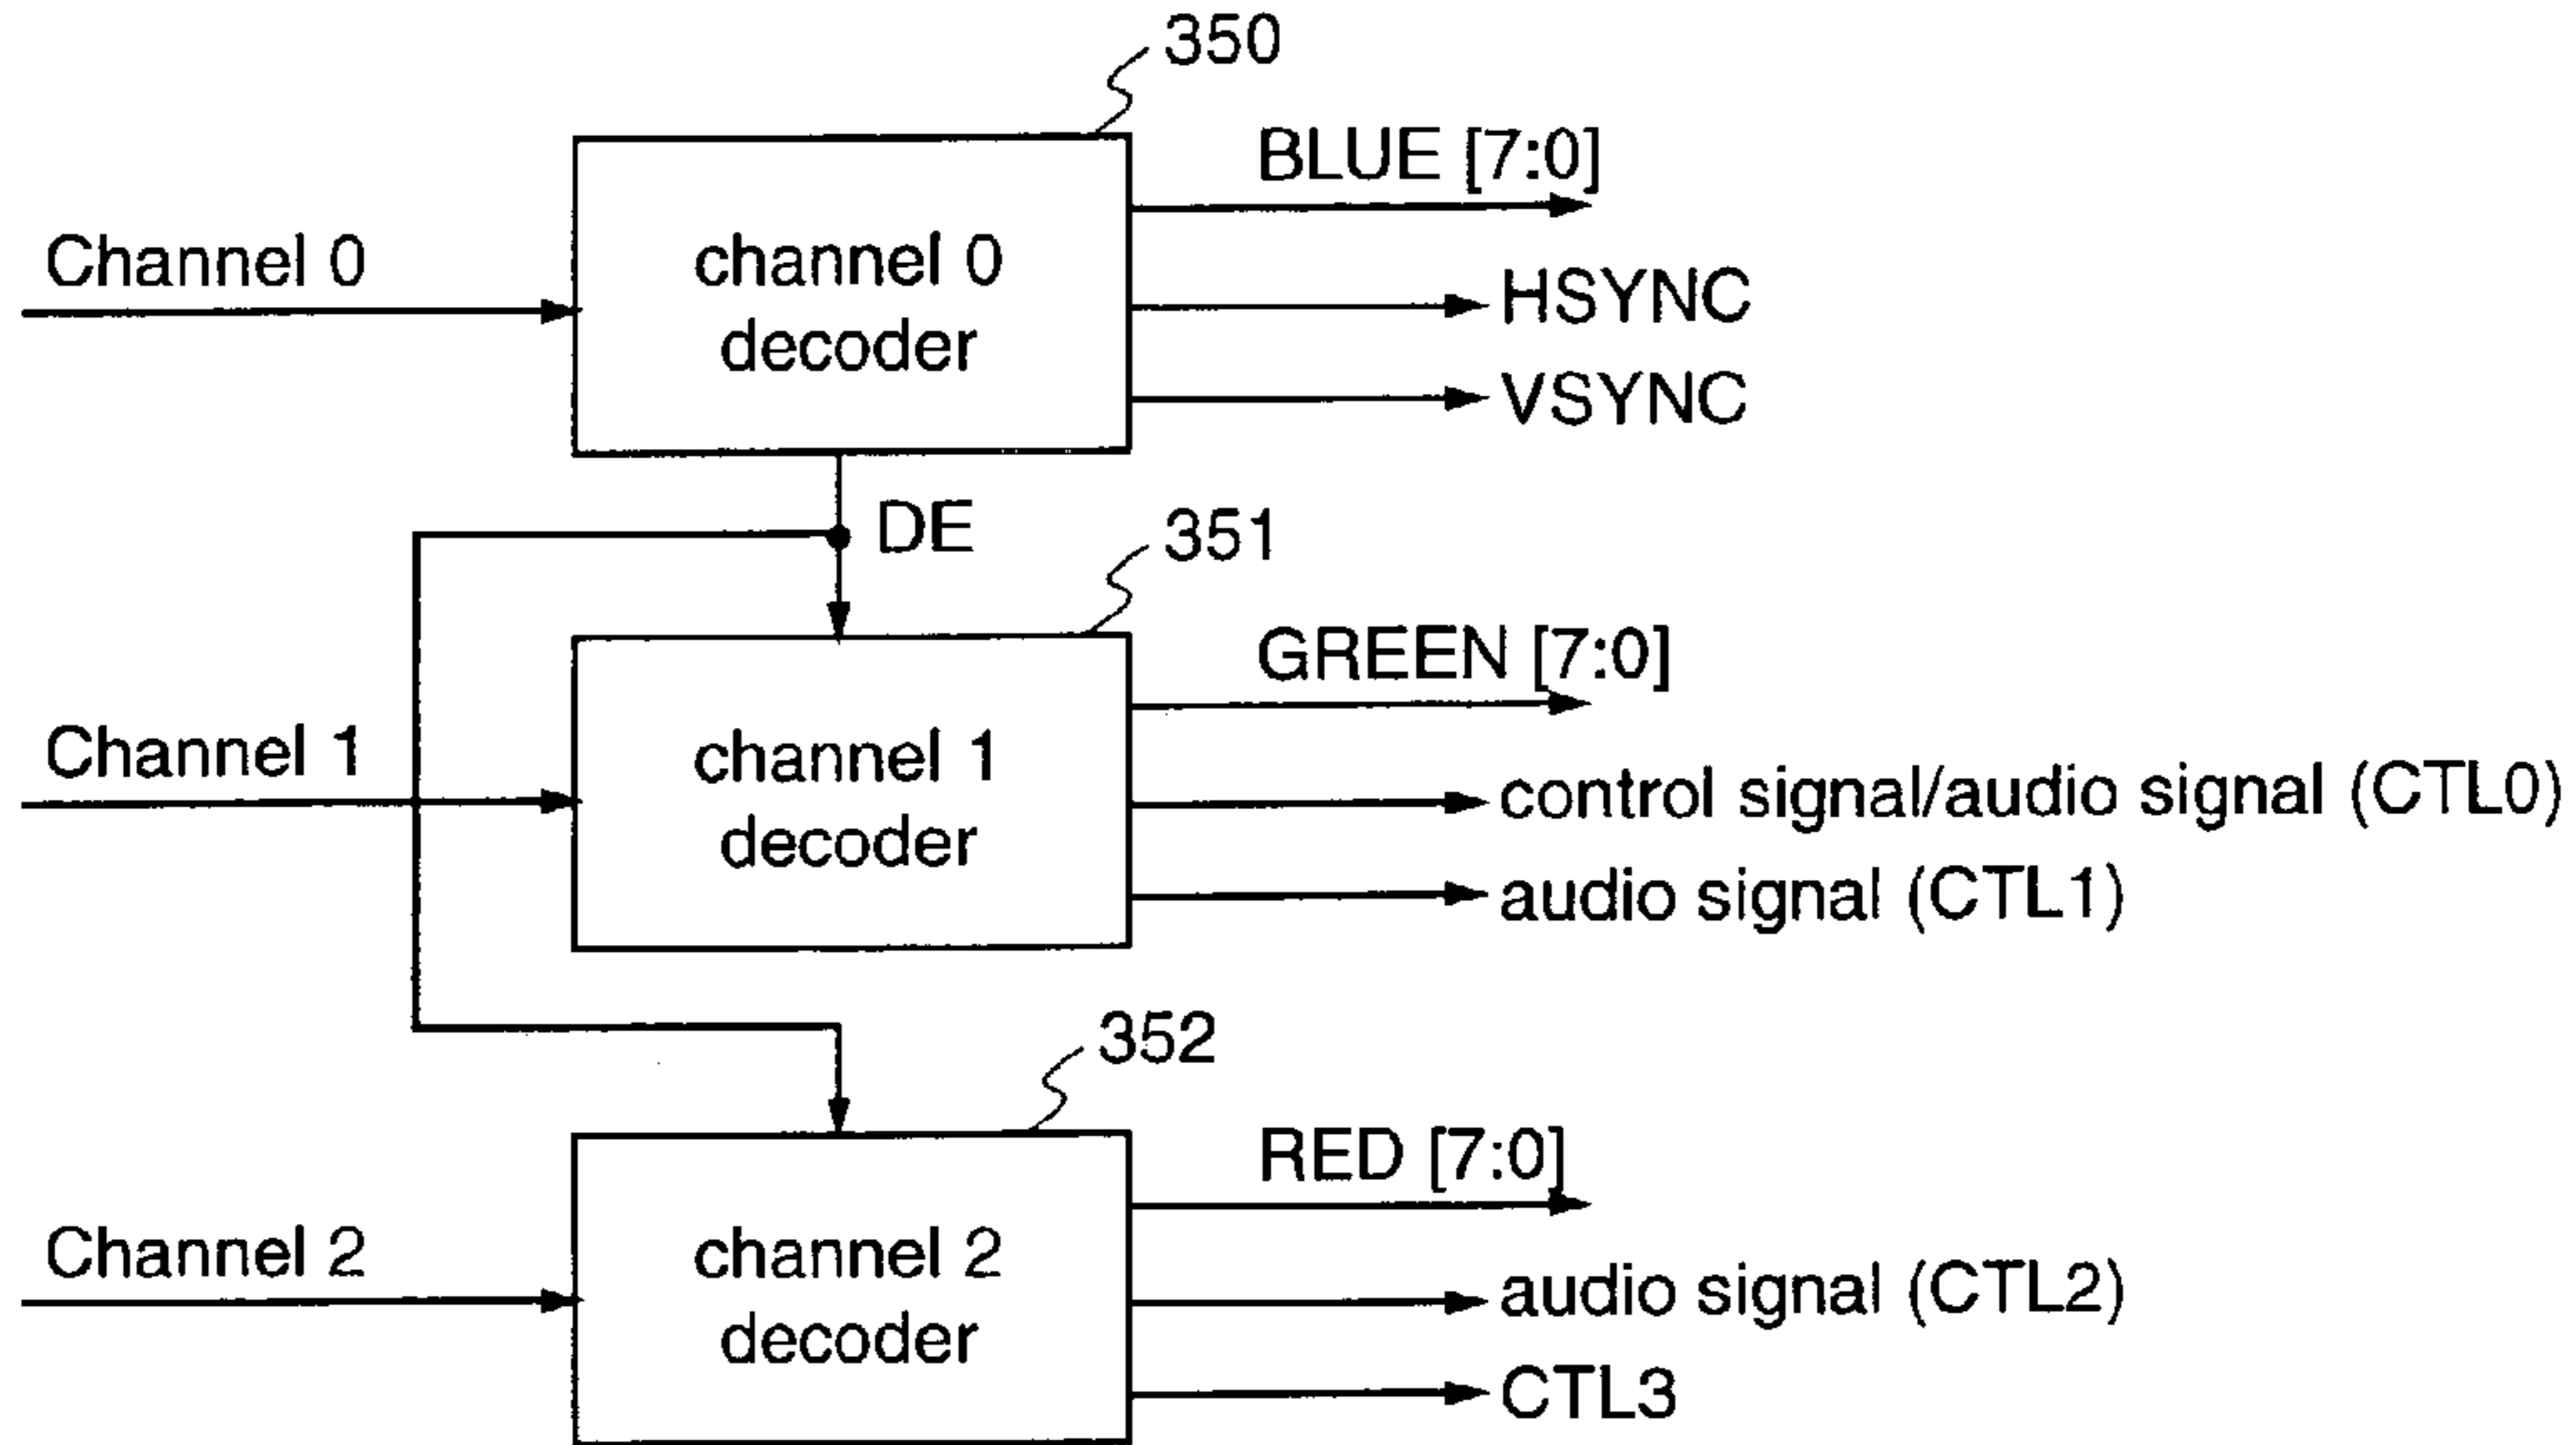 350
BLUE [7:0]
Channel 0
channel 0
decoder
HSYNC
VSYNC
DE
351
GREEN [7:0]
Channel 1
channel 1
decoder
control signal/audio signal (CTL0)
audio signal (CTL1)
352
RED [7:0]
Channel 2
channel 2
decoder
audio signal (CTL2)
CTL3